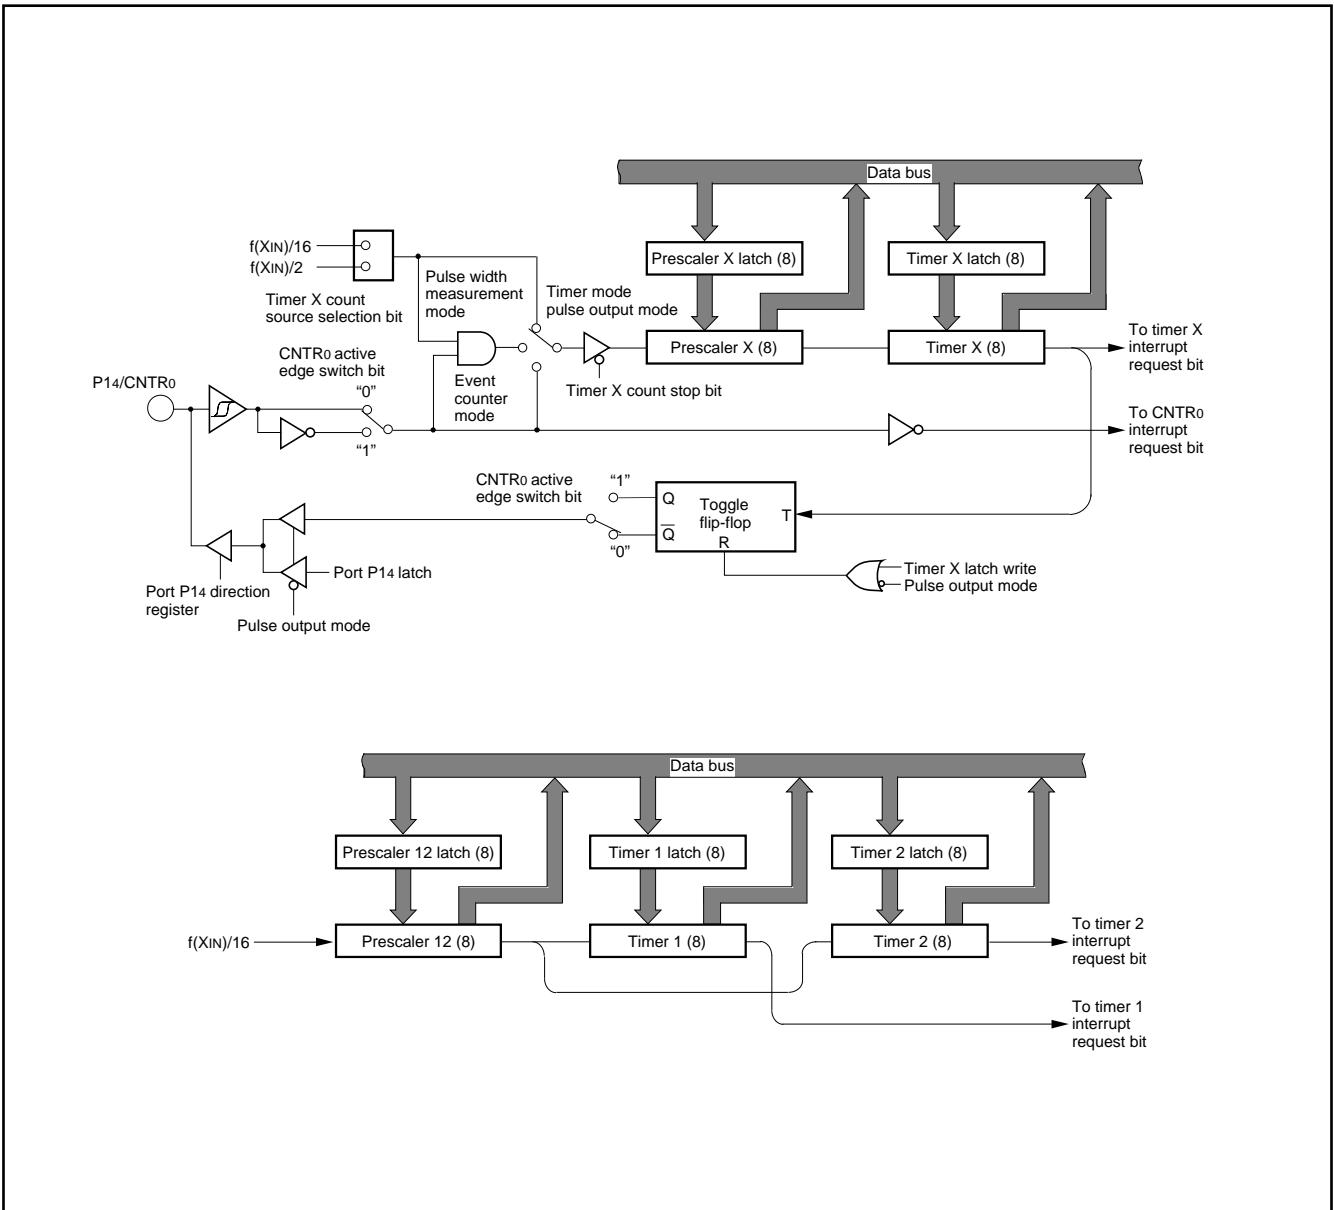 Data bus
f(XIN)/16
f(XIN)/2
Timer X count
source selection bit
Pulse width
measurement
mode
Timer mode
pulse output mode
Prescaler X latch (8)
Timer X latch (8)
Prescaler X (8)
Timer X (8)
To timer X
interrupt
request bit
CNTR0 active
edge switch bit
"0"
"1"
P14/CNTR0
Event
counter
mode
Timer X count stop bit
To CNTR0
interrupt
request bit
CNTR0 active
edge switch bit
"1"
"0"
Q
Q̅
Toggle
flip-flop
T
R
Timer X latch write
Pulse output mode
Port P14 latch
Port P14 direction
register
Pulse output mode
Data bus
Prescaler 12 latch (8)
Timer 1 latch (8)
Timer 2 latch (8)
f(XIN)/16
Prescaler 12 (8)
Timer 1 (8)
Timer 2 (8)
To timer 2
interrupt
request bit
To timer 1
interrupt
request bit